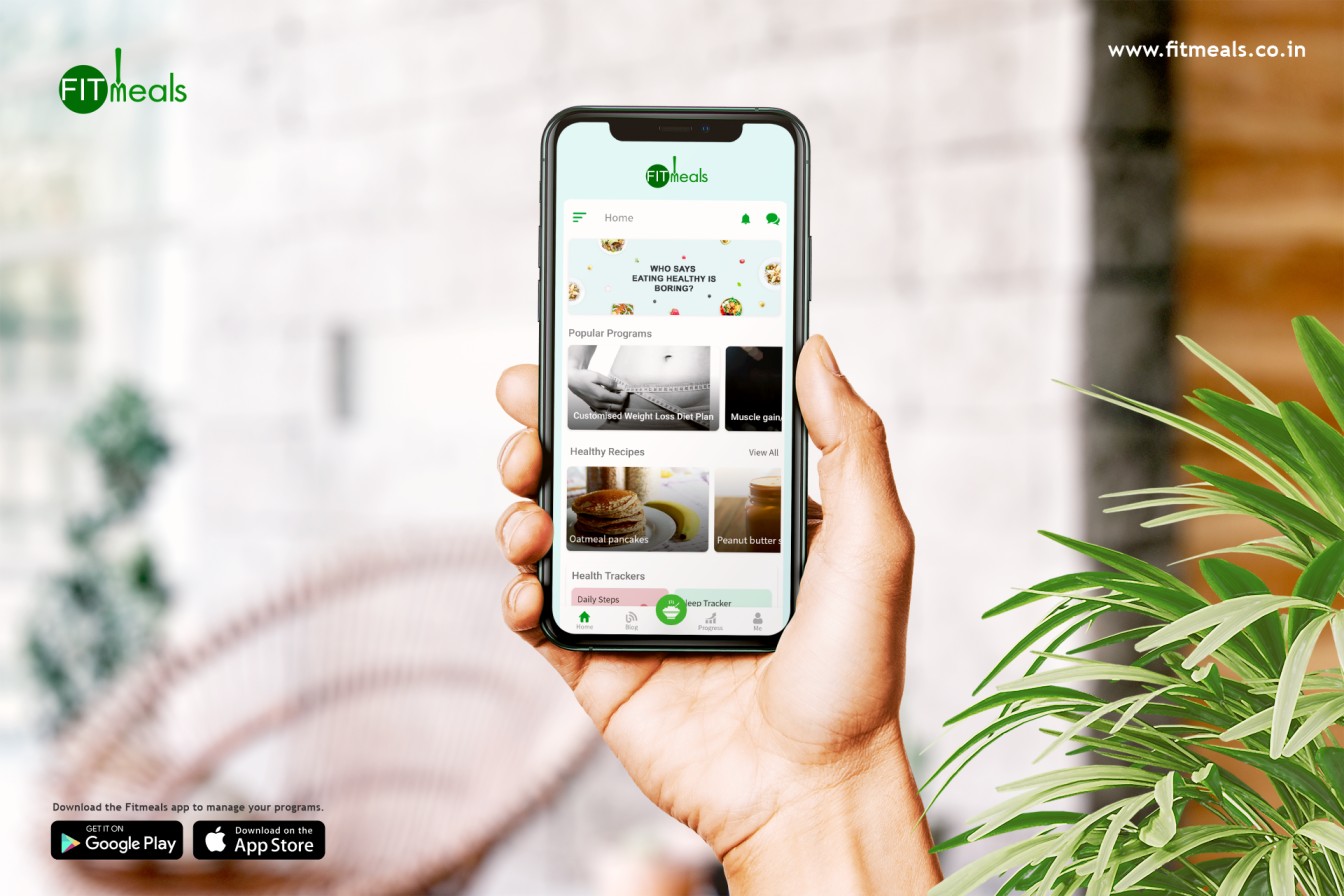 FITmeals
www.fitmeals.co.in
FITmeals
Home
WHO SAYS
EATING HEALTHY IS
BORING?
Popular Programs
Customised Weight Loss Diet Plan
Muscle gain/
Healthy Recipes
View All
Oatmeal pancakes
Peanut butter s
Health Trackers
Daily Steps
leep Tracker
Home
Blog
Progress
Me
Download the Fitmeals app to manage your programs.
GET IT ON
Google Play
Download on the
App Store